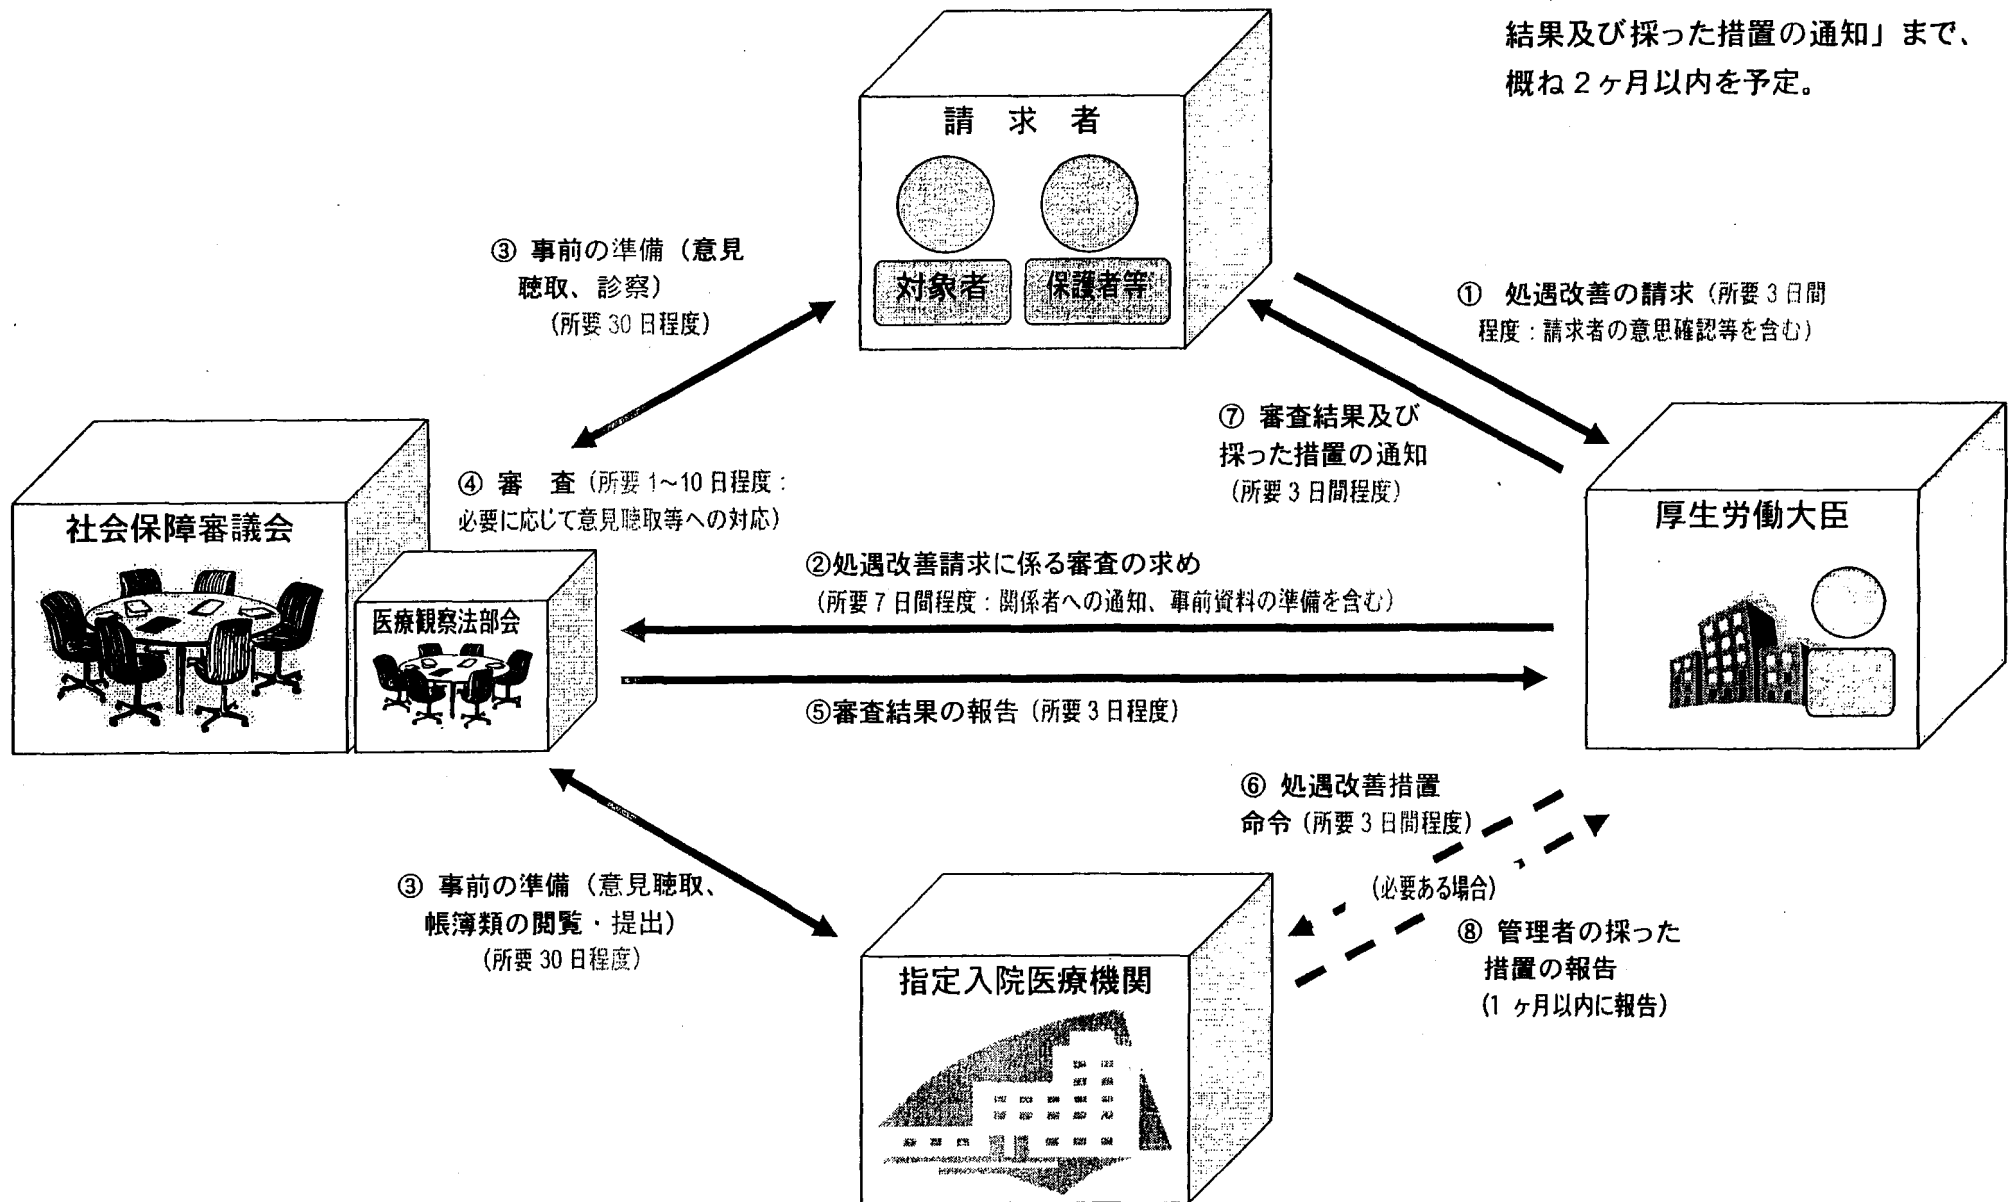 結果及び採った措置の通知」まで、
概ね2ヶ月以内を予定。
請 求 者
対象者
保護者等
③ 事前の準備（意見
聴取、診察）
（所要 30 日程度）
① 処遇改善の請求（所要 3 日間
程度：請求者の意思確認等を含む）
⑦ 審査結果及び
採った措置の通知
（所要 3 日間程度）
④ 審 査（所要 1～10 日程度：
必要に応じて意見聴取等への対応）
社会保障審議会
医療観察法部会
厚生労働大臣
②処遇改善請求に係る審査の求め
（所要 7 日間程度：関係者への通知、事前資料の準備を含む）
⑤審査結果の報告（所要 3 日程度）
⑥ 処遇改善措置
命令（所要 3 日間程度）
（必要ある場合）
③ 事前の準備（意見聴取、
帳簿類の閲覧・提出）
（所要 30 日程度）
指定入院医療機関
⑧ 管理者の採った
措置の報告
（1 ヶ月以内に報告）